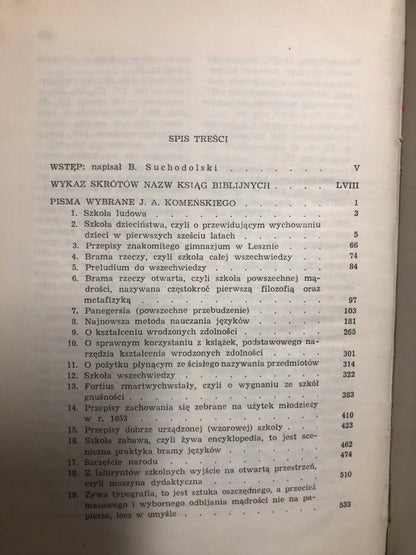 SPIS TREŚCI
WSTĘP: napisał B. Suchodolski . . . . . . . V
WYKAZ SKRÓTÓW NAZW KSIĄG BIBLIJNYCH . . . . LVIII
PISMA WYBRANE J. A. KOMEŃSKIEGO . . . . . . 1
1. Szkoła ludowa . . . . . . . . . . . 3
2. Szkoła dzieciństwa, czyli o przewidującym wychowaniu
dzieci w pierwszych sześciu latach . . . . . . 5
3. Przepisy znakomitego gimnazjum w Lesznie . . . 66
4. Brama rzeczy, czyli szkoła całej wszechwiedzy . . . 74
5. Preludium do wszechwiedzy . . . . . . . 84
6. Brama rzeczy otwarta, czyli szkoła powszechnej mą-
drości, nazywana częstokroć pierwszą filozofią oraz
metafizyką . . . . . . . . . . . . 97
7. Panegersia (powszechne przebudzenie) . . . . 103
8. Najnowsza metoda nauczania języków . . . . 181
9. O kształceniu wrodzonych zdolności . . . . . 265
10. O sprawnym korzystaniu z książek, podstawowego na-
rzędzia kształcenia wrodzonych zdolności . . . . 301
11. O pożytku płynącym ze ścisłego nazywania przedmiotów 314
12. Szkoła wszechwiedzy . . . . . . . . . 322
13. Fortius zmartwychwstały, czyli o wygnaniu ze szkół
gnuśności . . . . . . . . . . . . 383
14. Przepisy zachowania się zebrane na użytek młodzieży
w r. 1653 . . . . . . . . . . . . 410
15. Przepisy dobrze urządzonej (wzorowej) szkoły . . 423
16. Szkoła zabawą, czyli żywa encyklopedia, to jest sce-
niczna praktyka bramy języków . . . . . . 462
17. Szczęście narodu . . . . . . . . . . 474
18. Z labiryntów szkolnych wyjście na otwartą przestrzeń,
czyli maszyna dydaktyczna . . . . . . . 510
19. Żywa typografia, to jest sztuka oszczędnego, a przecież
masowego i wybornego odbijania mądrości nie na pa-
pierze, lecz w umyśle . . . . . . . . . 533